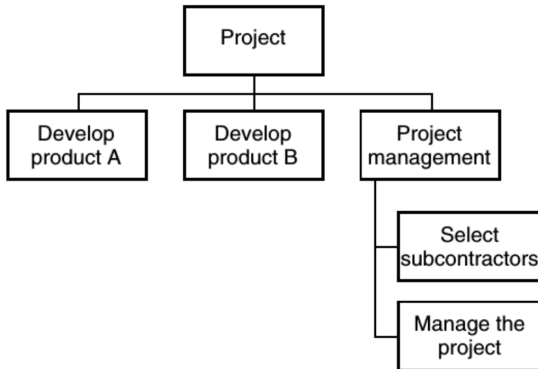 Project
Develop
product A
Develop
product B
Project
management
Select
subcontractors
Manage the
project